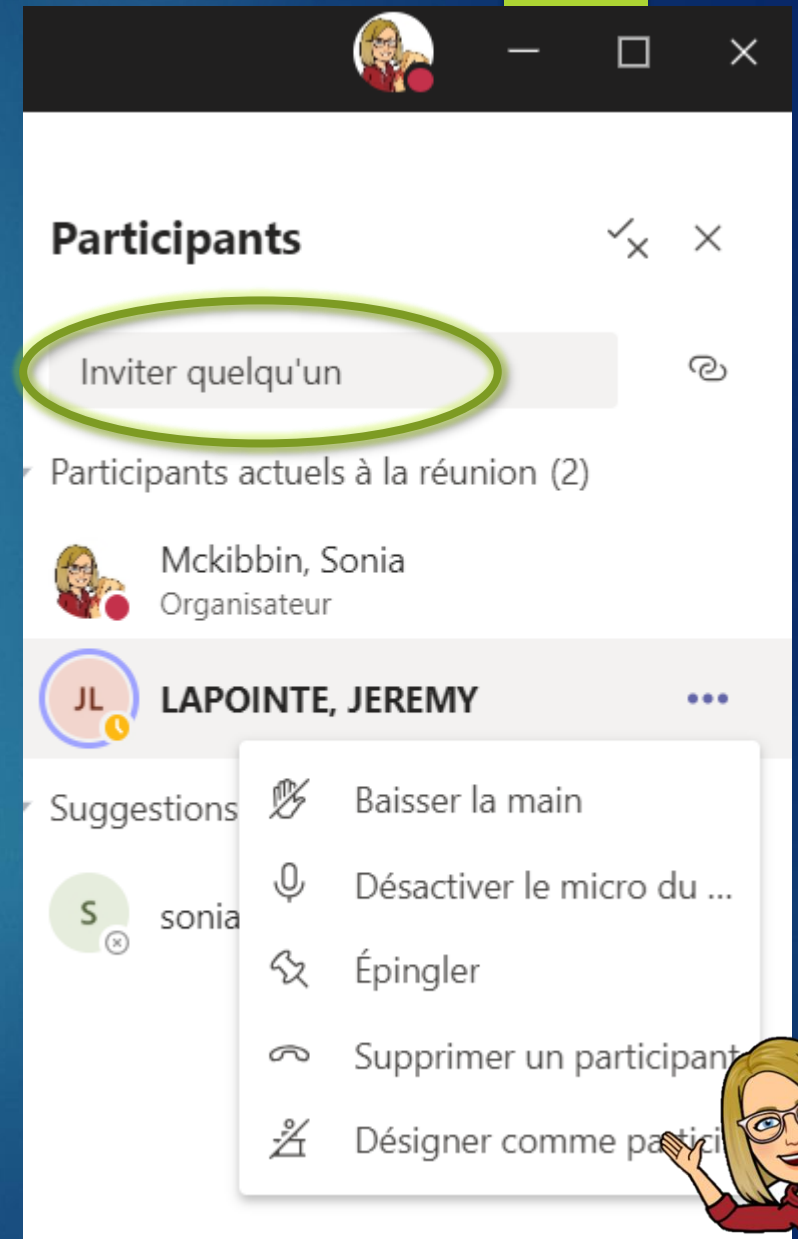 Participants
Inviter quelqu'un
Participants actuels à la réunion (2)
Mckibbin, Sonia
Organisateur
JL LAPOINTE, JEREMY
Suggestions
S sonia
Baisser la main
Désactiver le micro du ...
Épingler
Supprimer un participant
Désigner comme